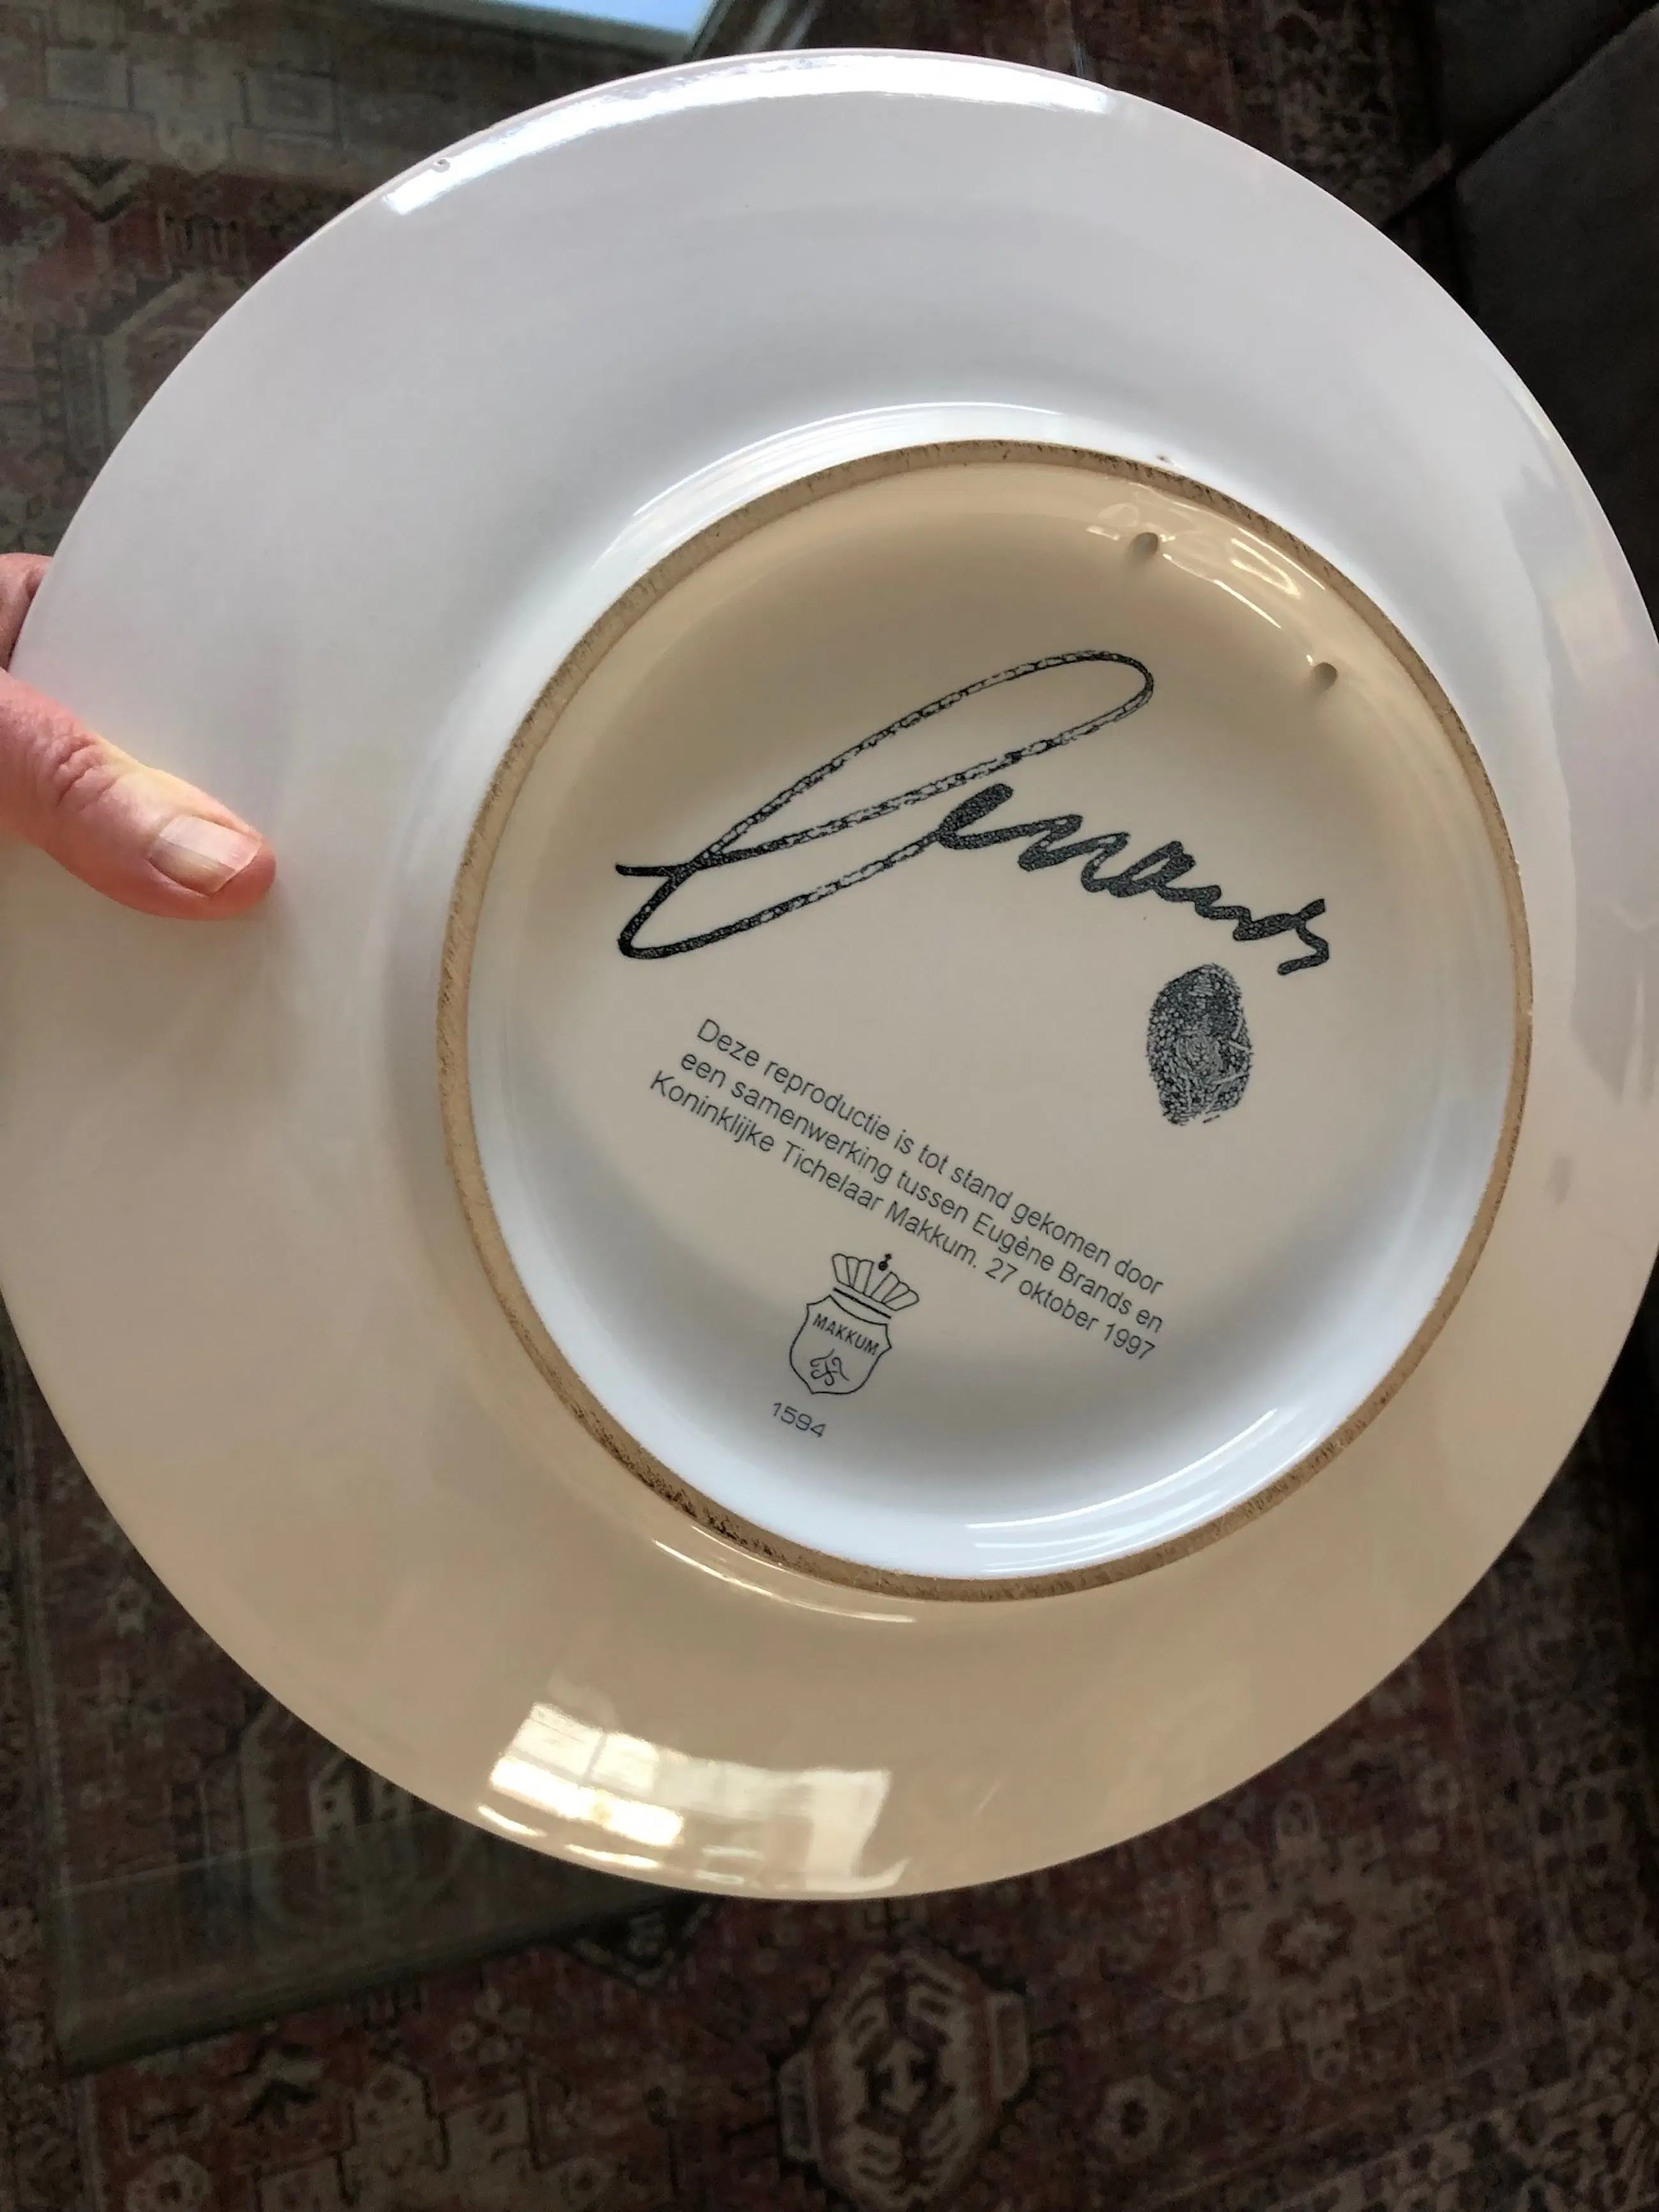 Deze reproductie is tot stand gekomen door
een samenwerking tussen Eugène Brands en
Koninklijke Tichelaar Makkum. 27 oktober 1997
MAKKUM
1594